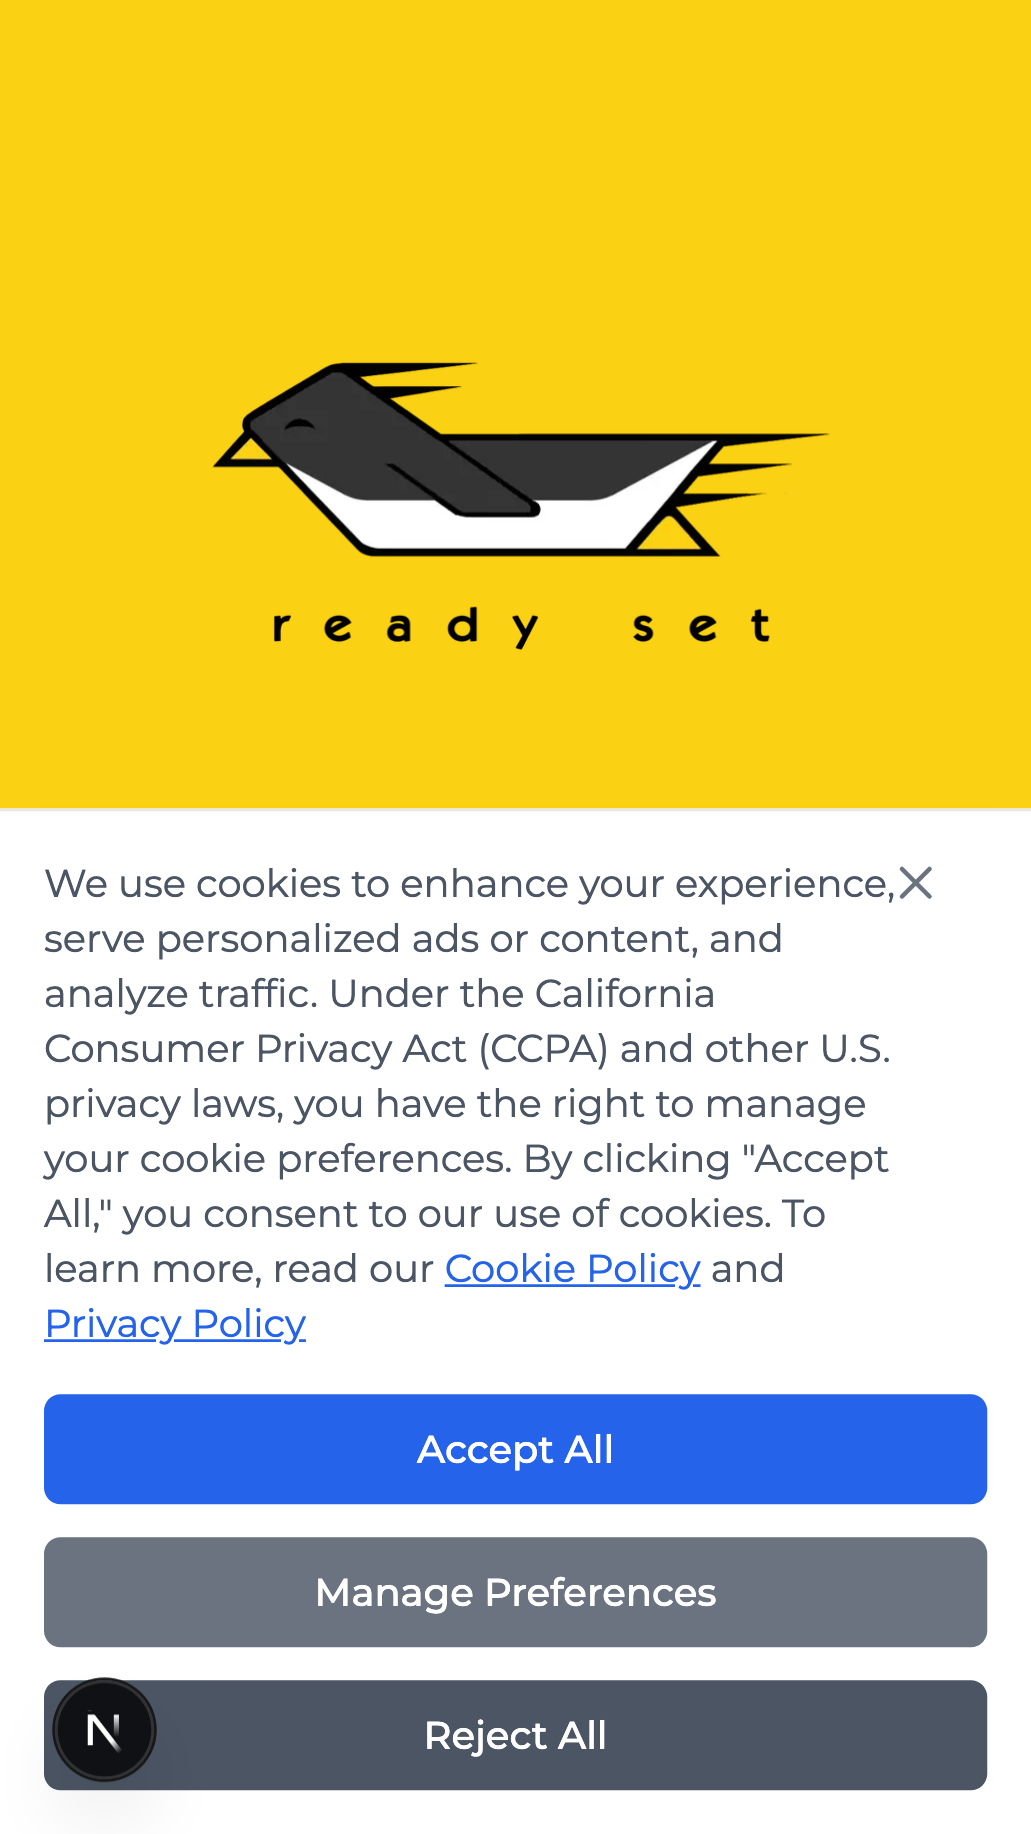 ready set
We use cookies to enhance your experience,
serve personalized ads or content, and
analyze traffic. Under the California
Consumer Privacy Act (CCPA) and other U.S.
privacy laws, you have the right to manage
your cookie preferences. By clicking "Accept
All," you consent to our use of cookies. To
learn more, read our Cookie Policy and
Privacy Policy
Accept All
Manage Preferences
Reject All
N